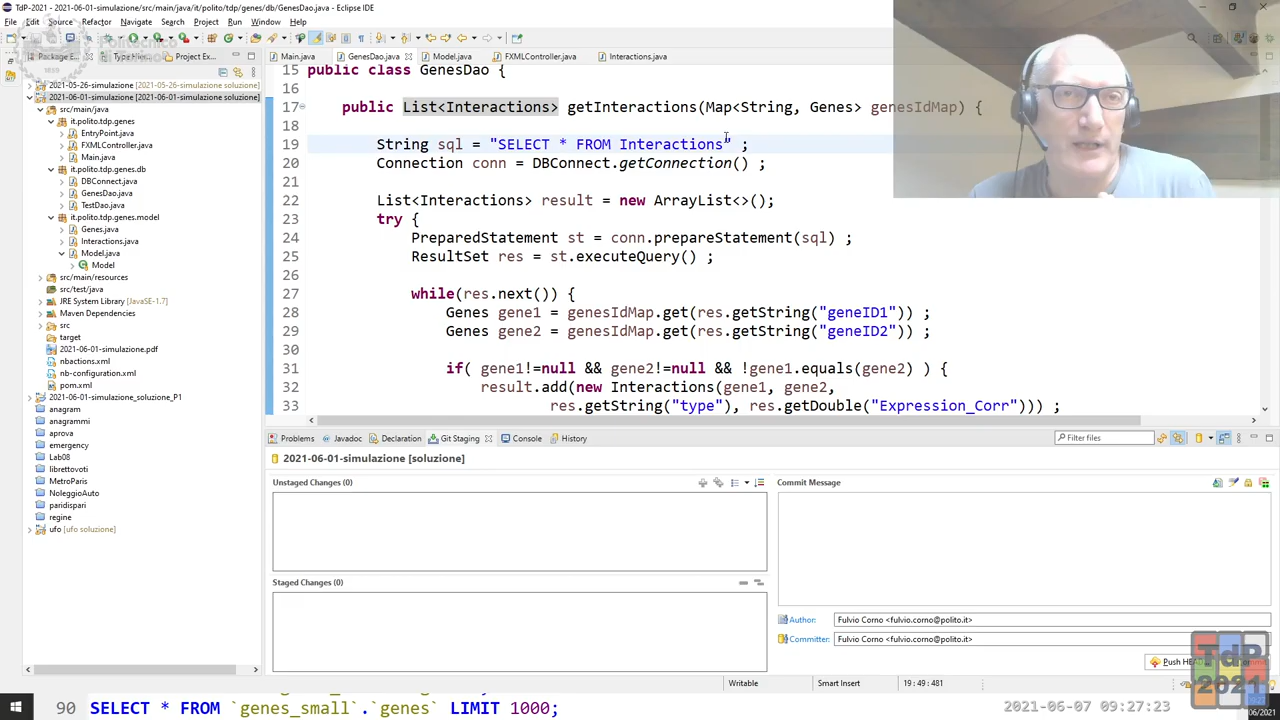 TdP-2021 - 2021-06-01-simulazione/src/main/java/it/polito/tdp/genes/db/GenesDao.java - Eclipse IDE
File Edit Source Refactor Navigate Search Project Run Window Help
Package E... Type Hier... Project Ex...
Main.java GenesDao.java Model.java FXMLController.java Interactions.java
2021-05-26-simulazione [2021-05-26-simulazione soluzione]
2021-06-01-simulazione [2021-06-01-simulazione soluzione]
src/main/java
it.polito.tdp.genes
EntryPoint.java
FXMLController.java
Main.java
it.polito.tdp.genes.db
DBConnect.java
GenesDao.java
TestDao.java
it.polito.tdp.genes.model
Genes.java
Interactions.java
Model.java
Model
src/main/resources
src/test/java
JRE System Library [JavaSE-1.7]
Maven Dependencies
src
target
2021-06-01-simulazione.pdf
nbactions.xml
nb-configuration.xml
pom.xml
2021-06-01-simulazione_soluzione_P1
anagram
anagrammi
aprova
emergency
Lab08
librettovoti
MetroParis
NoleggioAuto
paridispari
regine
ufo [ufo soluzione]
15 public class GenesDao {
16
17 public List<Interactions> getInteractions(Map<String, Genes> genesIdMap) {
18
19 String sql = "SELECT * FROM Interactions" ;
20 Connection conn = DBConnect.getConnection() ;
21
22 List<Interactions> result = new ArrayList<>();
23 try {
24 PreparedStatement st = conn.prepareStatement(sql) ;
25 ResultSet res = st.executeQuery() ;
26
27 while(res.next()) {
28 Genes gene1 = genesIdMap.get(res.getString("geneID1")) ;
29 Genes gene2 = genesIdMap.get(res.getString("geneID2")) ;
30
31 if( gene1!=null && gene2!=null && !gene1.equals(gene2) ) {
32 result.add(new Interactions(gene1, gene2,
33 res.getString("type"), res.getDouble("Expression_Corr"))) ;
Problems Javadoc Declaration Git Staging Console History
Filter files
2021-06-01-simulazione [soluzione]
Unstaged Changes (0)
Commit Message
Staged Changes (0)
Author: Fulvio Corno <fulvio.corno@polito.it>
Committer: Fulvio Corno <fulvio.corno@polito.it>
Push HEAD
Writable Smart Insert 19 : 49 : 481
TdP
2021
90 SELECT * FROM `genes_small`.`genes` LIMIT 1000;
2021-06-07 09:27:23